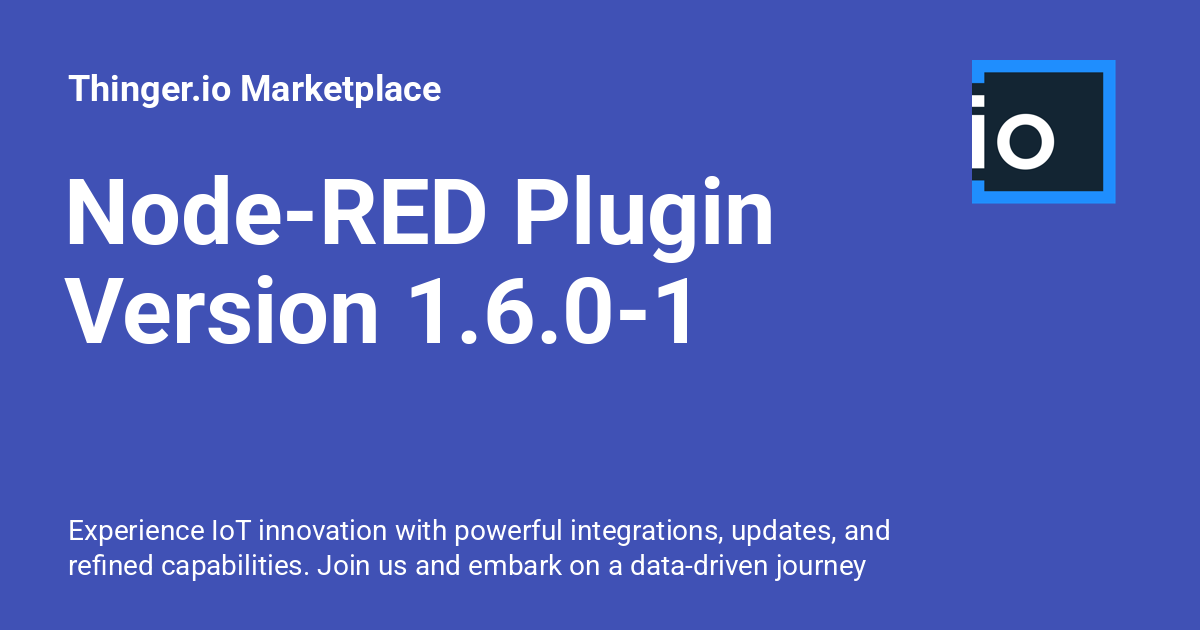 Thinger.io Marketplace
io
Node-RED Plugin
Version 1.6.0-1
Experience IoT innovation with powerful integrations, updates, and
refined capabilities. Join us and embark on a data-driven journey